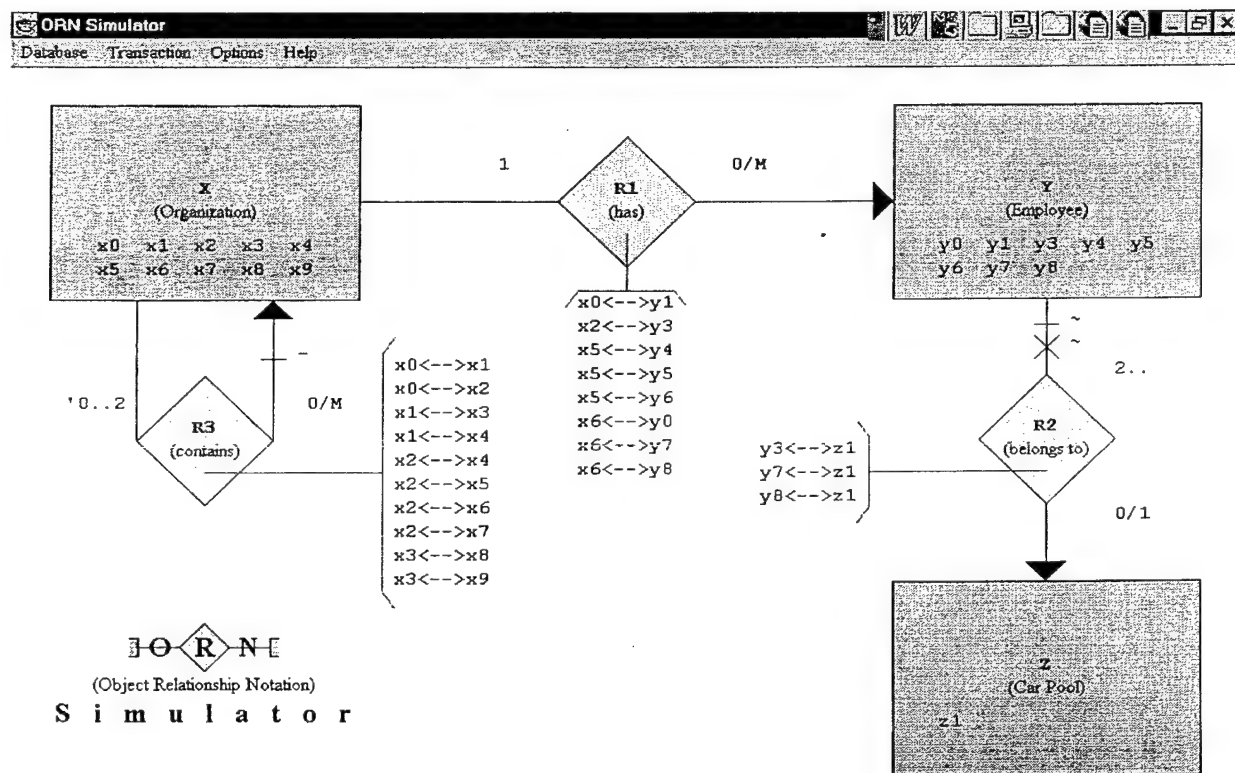 ORN Simulator
Database Transaction Options Help
X
(Organization)
x0 x1 x2 x3 x4
x5 x6 x7 x8 x9
1
R1
(has)
0/M
Y
(Employee)
y0 y1 y3 y4 y5
y6 y7 y8
x0<-->y1
x2<-->y3
x5<-->y4
x5<-->y5
x5<-->y6
x6<-->y0
x6<-->y7
x6<-->y8
'0..2
R3
(contains)
0/M
-
x0<-->x1
x0<-->x2
x1<-->x3
x1<-->x4
x2<-->x4
x2<-->x5
x2<-->x6
x2<-->x7
x3<-->x8
x3<-->x9
~
~
2..
R2
(belongs to)
y3<-->z1
y7<-->z1
y8<-->z1
0/1
Z
(Car Pool)
z1
O R N
(Object Relationship Notation)
S i m u l a t o r